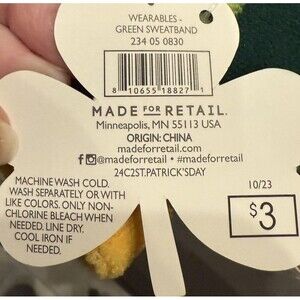 WEARABLES -
GREEN SWEATBAND
234 05 0830
8 10655 18827 1
MADE FOR RETAIL.
Minneapolis, MN 55113 USA
ORIGIN: CHINA
madeforretail.com
@madeforretail • #madeforretail
24C2ST.PATRICK'SDAY
MACHINE WASH COLD.
WASH SEPARATELY OR WITH
LIKE COLORS. ONLY NON-
CHLORINE BLEACH WHEN
NEEDED. LINE DRY.
COOL IRON IF
NEEDED.
10/23
$3